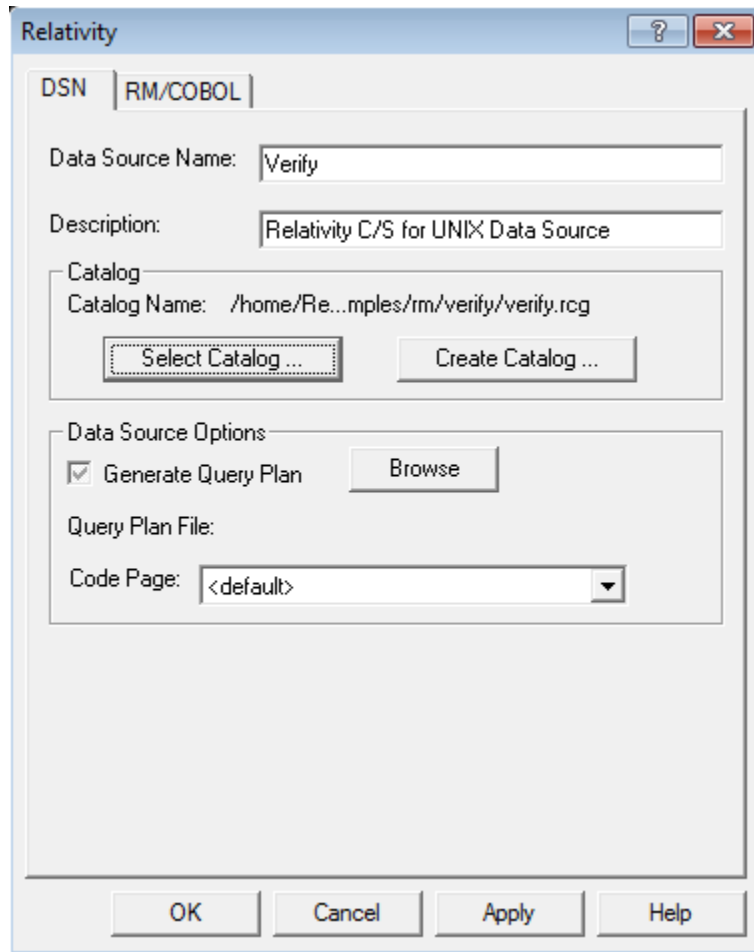 Relativity
DSN RM/COBOL
Data Source Name: Verify
Description: Relativity C/S for UNIX Data Source
Catalog
Catalog Name: /home/Re...mples/rm/verify/verify.rcg
Select Catalog ... Create Catalog ...
Data Source Options
Generate Query Plan Browse
Query Plan File:
Code Page: <default>
OK Cancel Apply Help